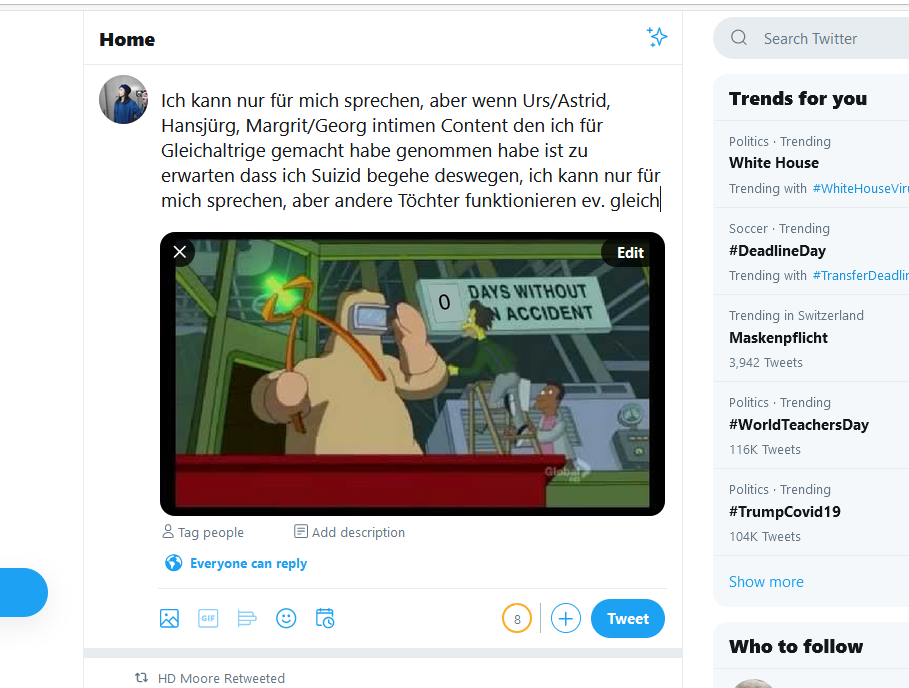 Home
Search Twitter
Ich kann nur für mich sprechen, aber wenn Urs/Astrid,
Hansjürg, Margrit/Georg intimen Content den ich für
Gleichaltrige gemacht habe genommen habe ist zu
erwarten dass ich Suizid begehe deswegen, ich kann nur für
mich sprechen, aber andere Töchter funktionieren ev. gleich
Edit
0
DAYS WITHOUT
N ACCIDENT
Global
HD
Tag people
Add description
Everyone can reply
GIF
8
Tweet
HD Moore Retweeted
Trends for you
Politics · Trending
White House
Trending with #WhiteHouseViru
Soccer · Trending
#DeadlineDay
Trending with #TransferDeadlin
Trending in Switzerland
Maskenpflicht
3,942 Tweets
Politics · Trending
#WorldTeachersDay
116K Tweets
Politics · Trending
#TrumpCovid19
104K Tweets
Show more
Who to follow